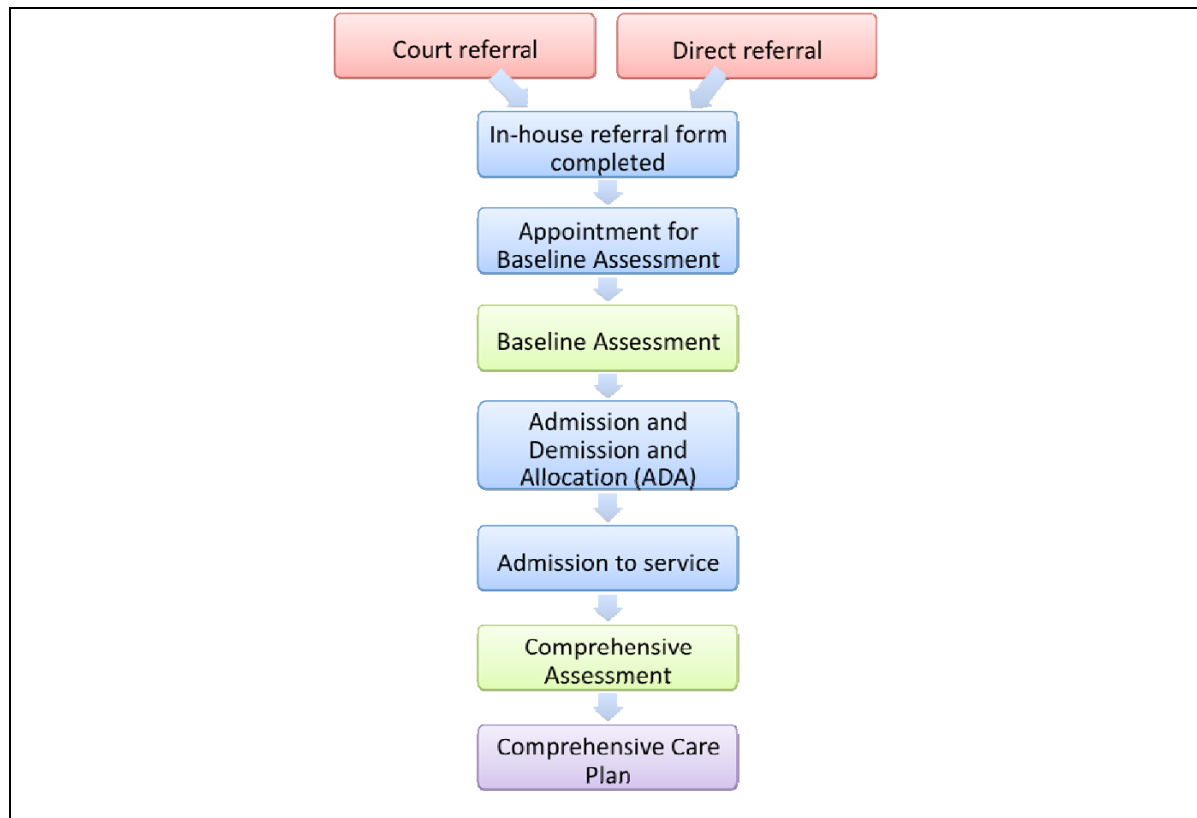 Court referral
Direct referral
In-house referral form
completed
Appointment for
Baseline Assessment
Baseline Assessment
Admission and
Demission and
Allocation (ADA)
Admission to service
Comprehensive
Assessment
Comprehensive Care
Plan